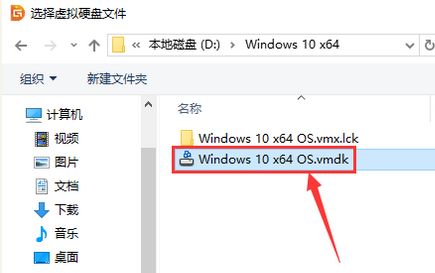 选择虚拟硬盘文件
« 本地磁盘 (D:) > Windows 10 x64
组织 新建文件夹
名称
计算机
视频
图片
文档
下载
音乐
桌面
Windows 10 x64 OS.vmx.lck
Windows 10 x64 OS.vmdk